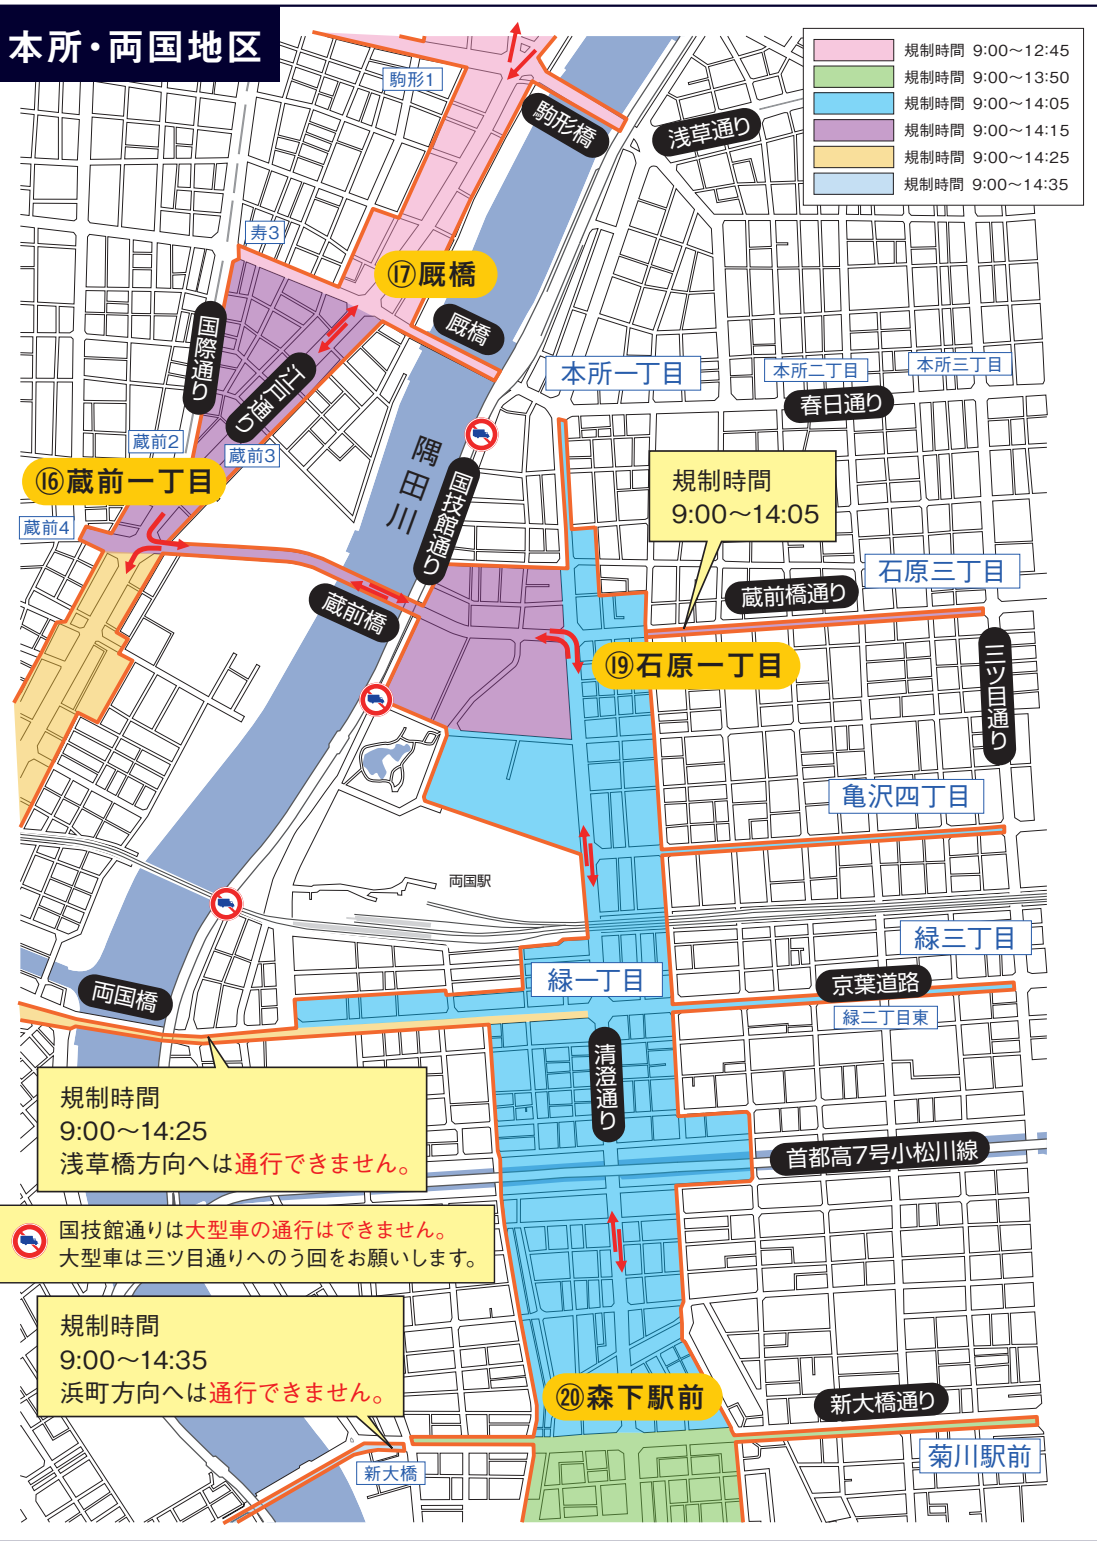 本所・両国地区
規制時間 9:00〜12:45
規制時間 9:00〜13:50
規制時間 9:00〜14:05
規制時間 9:00〜14:15
規制時間 9:00〜14:25
規制時間 9:00〜14:35
駒形1
駒形橋
浅草通り
寿3
⑰厩橋
厩橋
国際通り
江戸通り
本所一丁目
本所二丁目
本所三丁目
春日通り
蔵前2
蔵前3
⑯蔵前一丁目
蔵前4
隅田川
国技館通り
規制時間
9:00〜14:05
石原三丁目
蔵前橋通り
蔵前橋
⑲石原一丁目
三ツ目通り
亀沢四丁目
両国駅
緑三丁目
緑一丁目
京葉道路
緑二丁目東
両国橋
清澄通り
規制時間
9:00〜14:25
浅草橋方向へは通行できません。
首都高7号小松川線
国技館通りは大型車の通行はできません。
大型車は三ツ目通りへのう回をお願いします。
規制時間
9:00〜14:35
浜町方向へは通行できません。
⑳森下駅前
新大橋通り
菊川駅前
新大橋